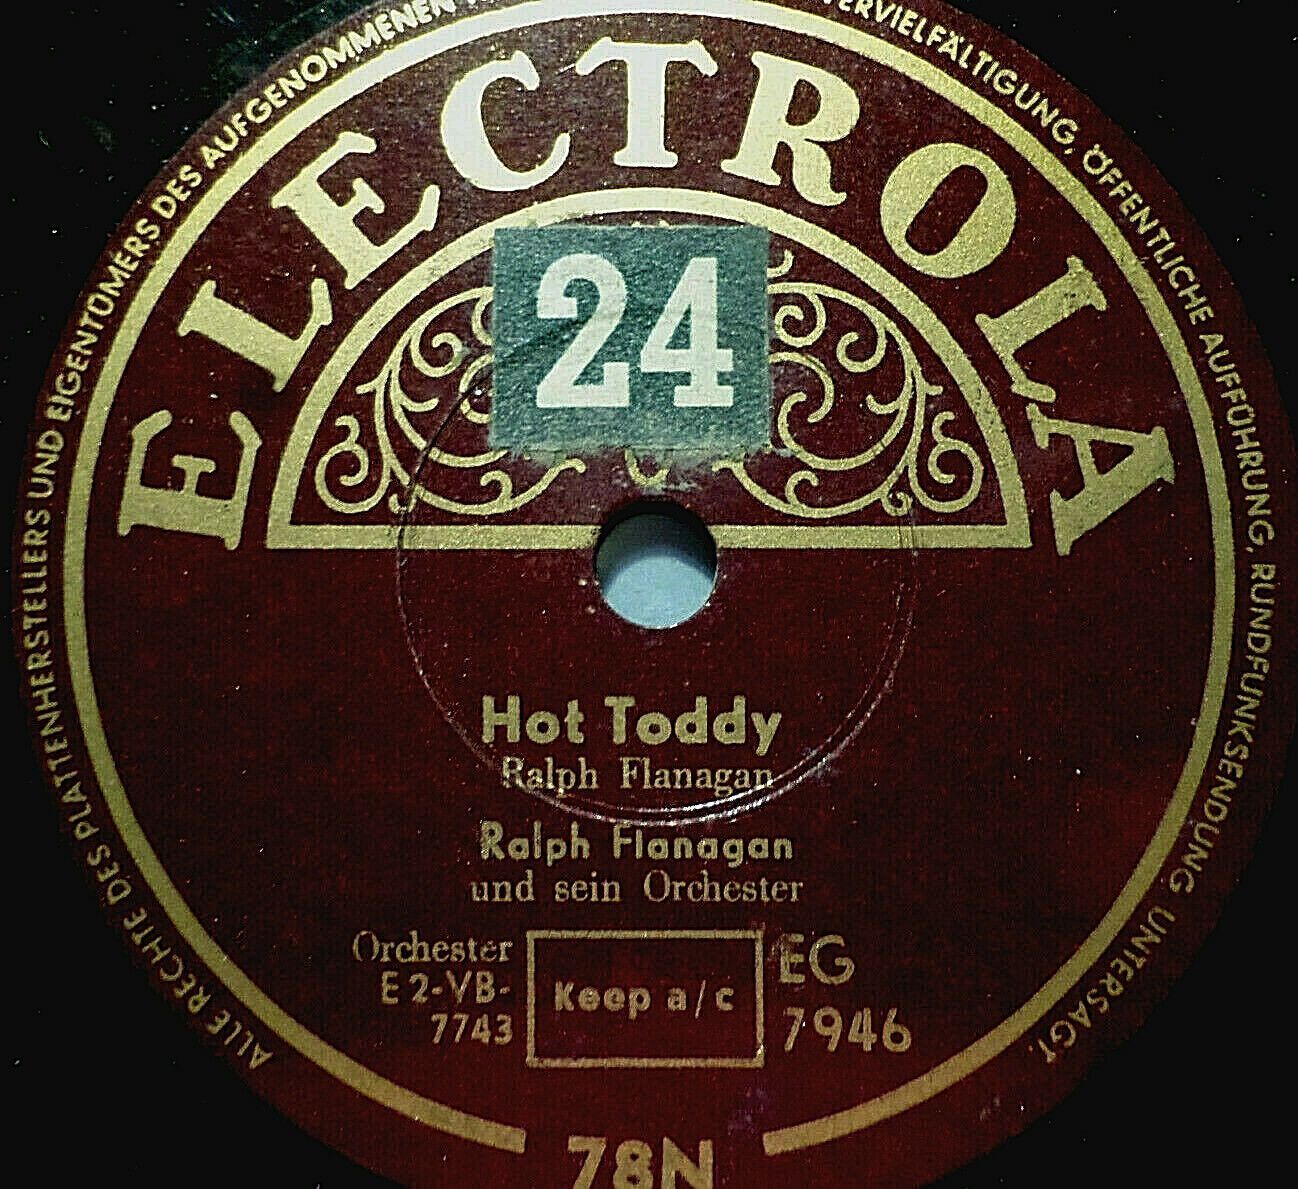 ALLE RECHTE DES PLATTENHERSTELLERS UND EIGENTÜMERS DES AUFGENOMMENEN
VERVIELFÄLTIGUNG, ÖFFENTLICHE AUFFÜHRUNG, RUNDFUNKSENDUNG UNTERSAGT.
ELECTROLA
24
Hot Toddy
Ralph Flanagan
Ralph Flanagan
und sein Orchester
Orchester
E 2-VB-
7743
Keep a/c
EG
7946
78N